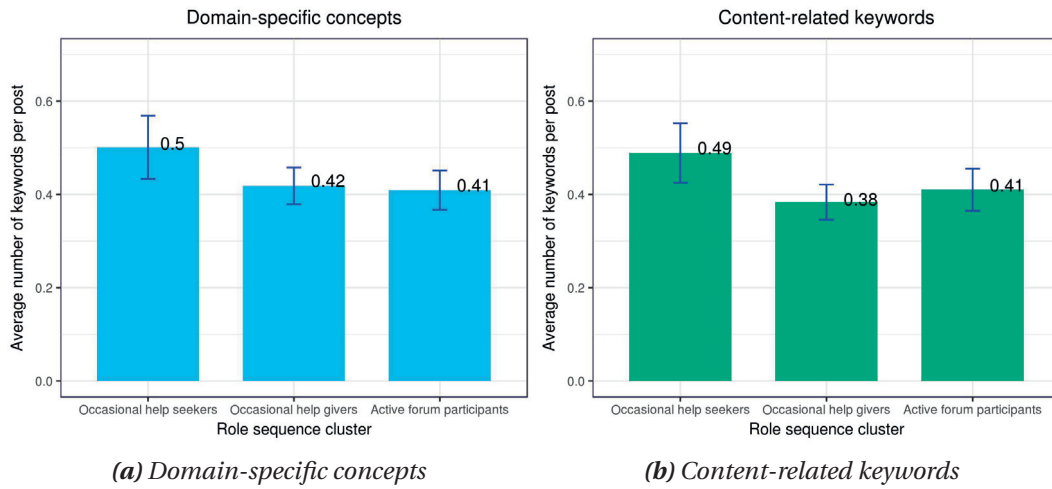 Domain-specific concepts
Average number of keywords per post
0.6
0.4
0.2
0.0
0.5
0.42
0.41
Occasional help seekers Occasional help givers Active forum participants
Role sequence cluster
(a) Domain-specific concepts
Content-related keywords
Average number of keywords per post
0.6
0.4
0.2
0.0
0.49
0.38
0.41
Occasional help seekers Occasional help givers Active forum participants
Role sequence cluster
(b) Content-related keywords